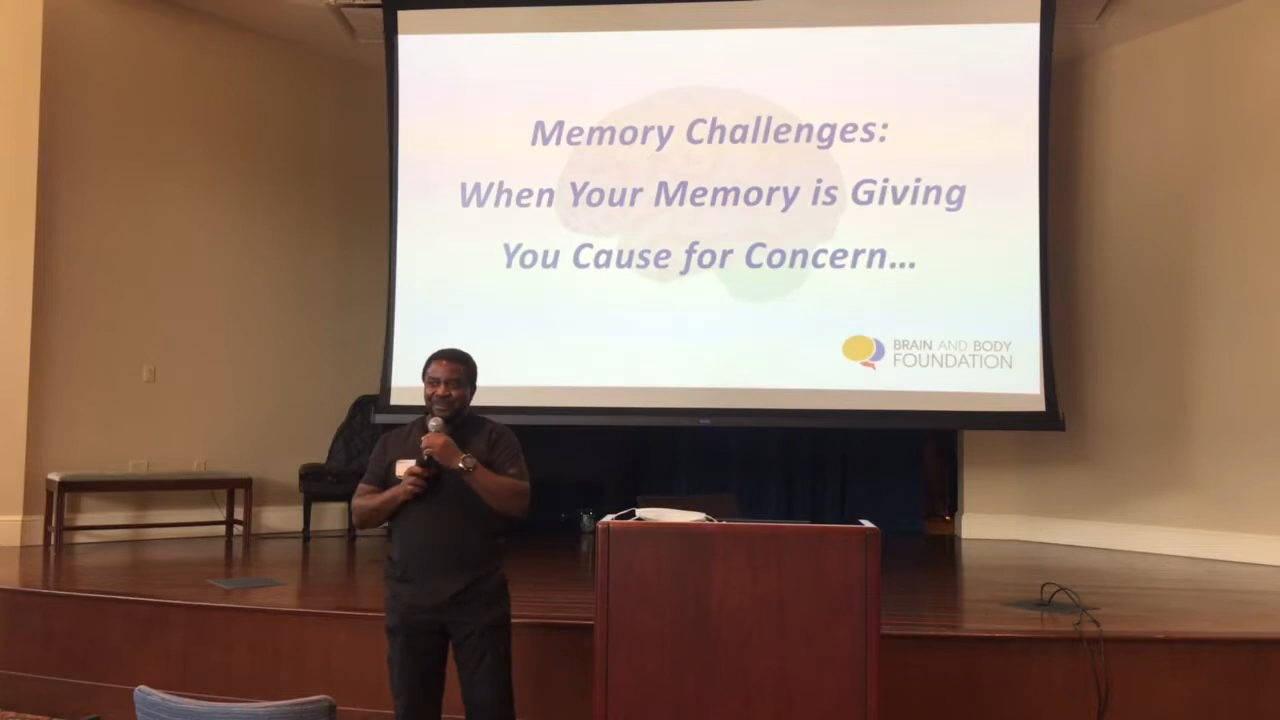 Memory Challenges:
When Your Memory is Giving
You Cause for Concern...
BRAIN AND BODY
FOUNDATION